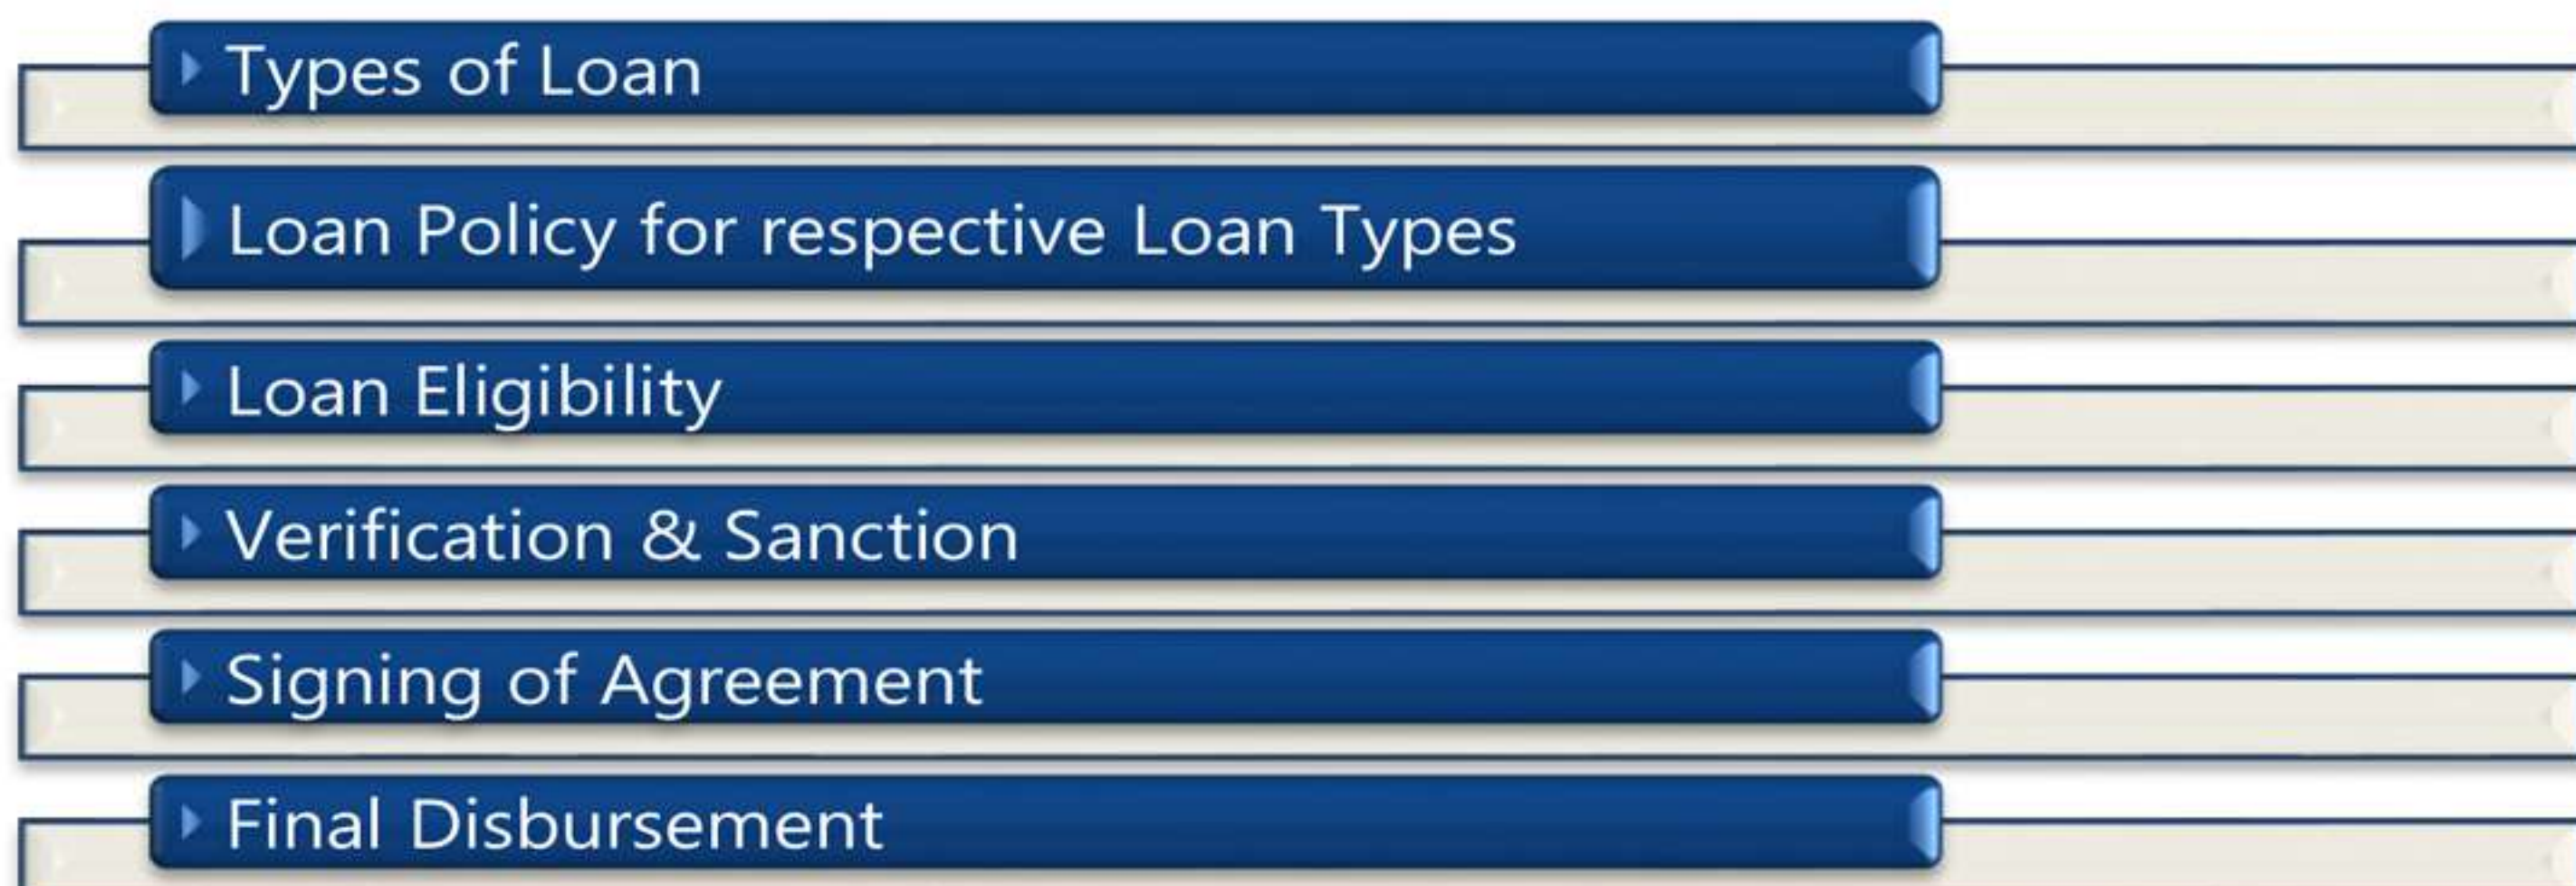 Types of Loan
Loan Policy for respective Loan Types
Loan Eligibility
Verification & Sanction
Signing of Agreement
Final Disbursement